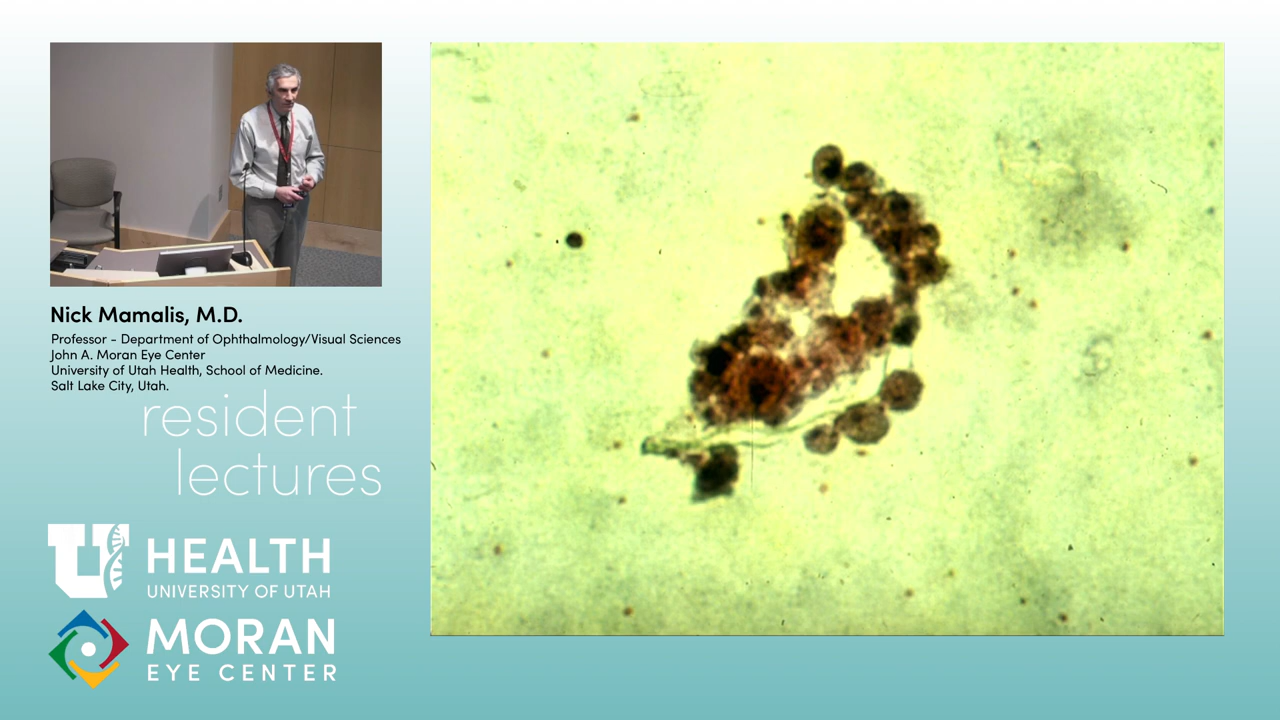 Nick Mamalis, M.D.
Professor - Department of Ophthalmology/Visual Sciences
John A. Moran Eye Center
University of Utah Health, School of Medicine.
Salt Lake City, Utah.
resident
lectures
U HEALTH
UNIVERSITY OF UTAH
MORAN
EYE CENTER